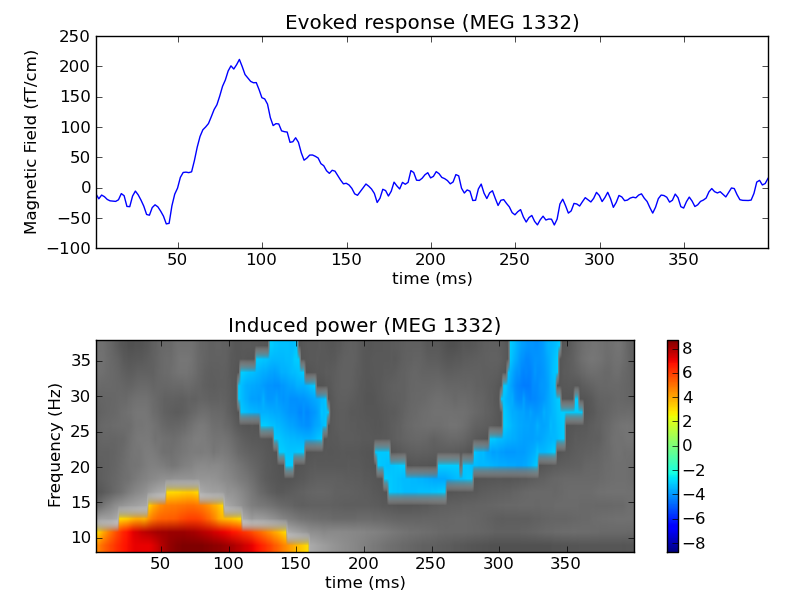 Evoked response (MEG 1332)
250
200
150
100
50
0
−50
−100
Magnetic Field (fT/cm)
50 100 150 200 250 300 350
time (ms)
Induced power (MEG 1332)
35
30
25
20
15
10
Frequency (Hz)
50 100 150 200 250 300 350
time (ms)
8
6
4
2
0
−2
−4
−6
−8